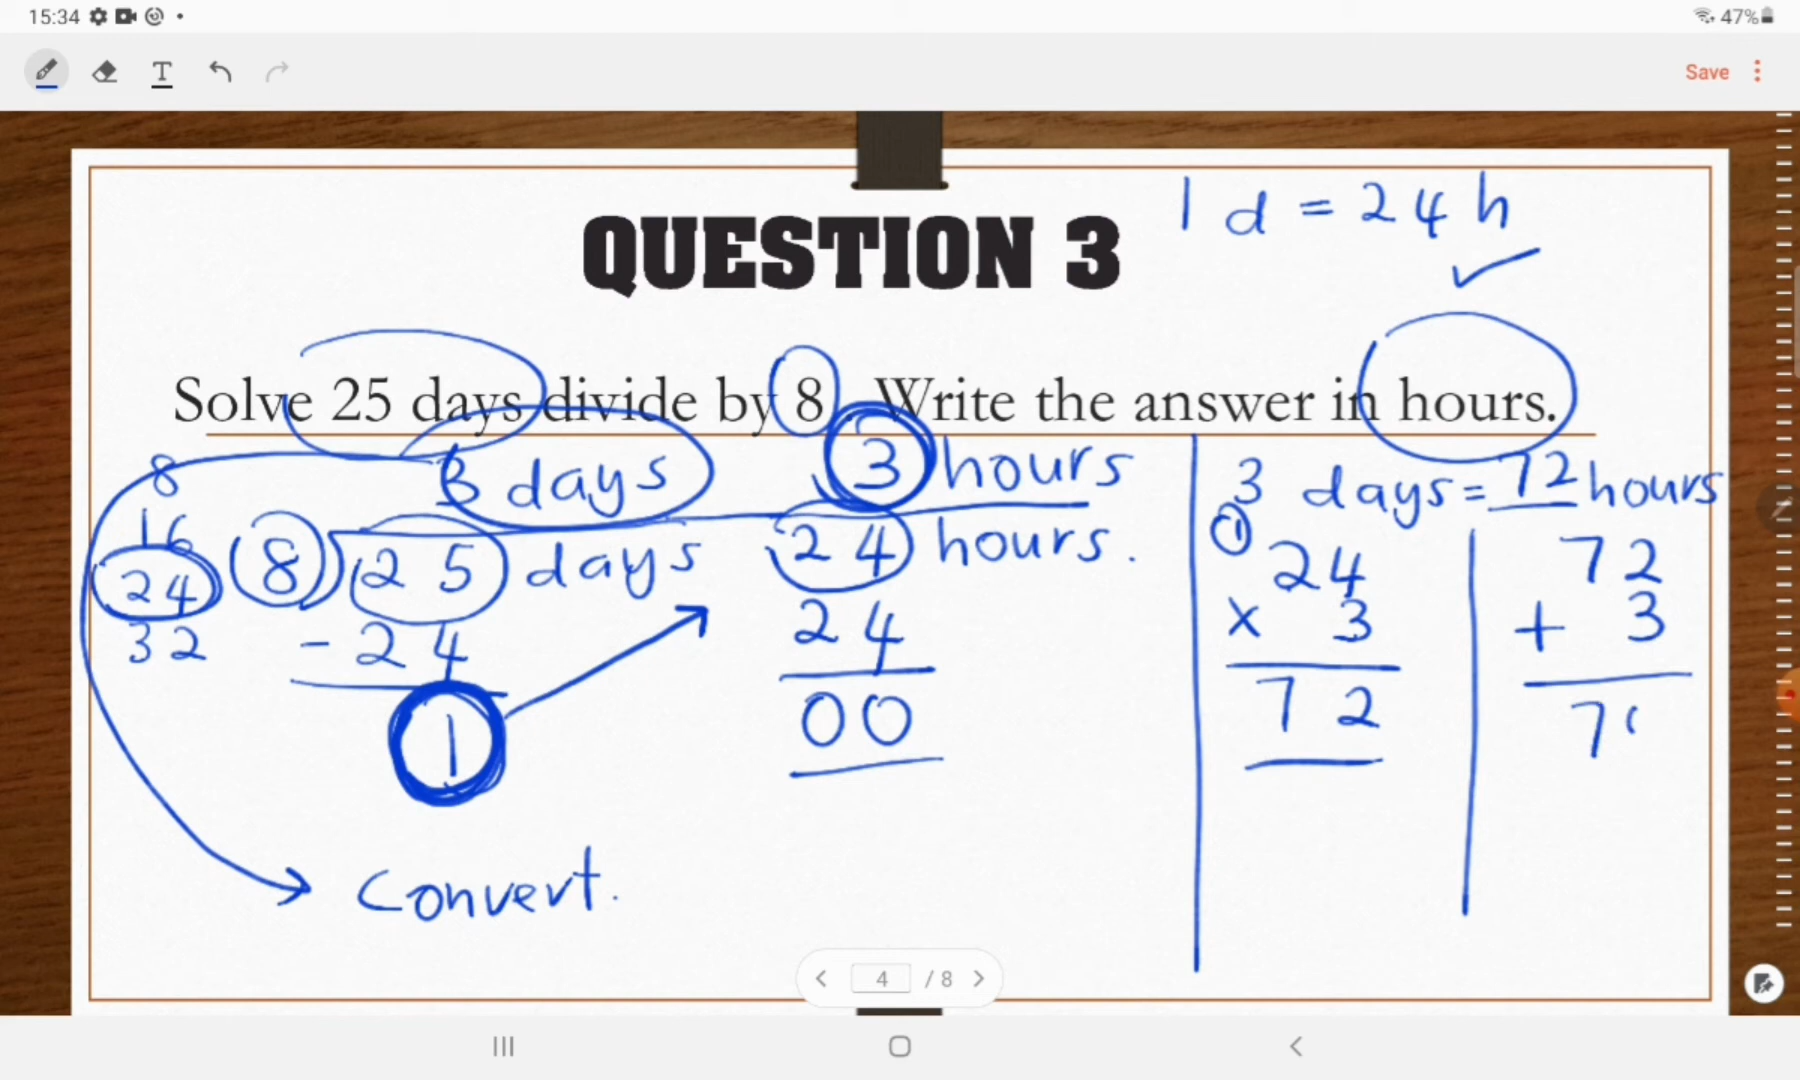 15:34
47%
T
Save
1 d = 24 h
QUESTION 3
Solve 25 days divide by 8. Write the answer in hours.
3 days 3 hours
8
16
24
32
8 25 days 24 hours.
- 24 24
1 00
Convert.
3 days = 72 hours
1
24
x 3
72
72
+ 3
7
4 / 8